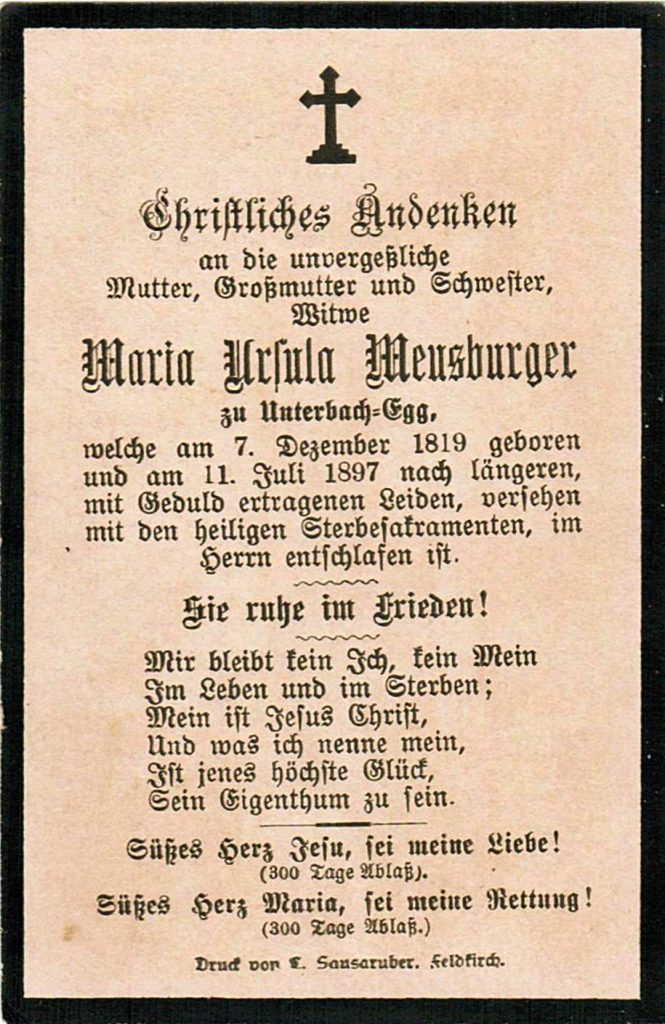 Christliches Andenken
an die unvergeßliche
Mutter, Großmutter und Schwester,
Witwe
Maria Ursula Meusburger
zu Unterbach-Egg,
welche am 7. Dezember 1819 geboren
und am 11. Juli 1897 nach längeren,
mit Geduld ertragenen Leiden, versehen
mit den heiligen Sterbesakramenten, im
Herrn entschlafen ist.
Sie ruhe im Frieden!
Mir bleibt kein Ich, kein Mein
Im Leben und im Sterben;
Mein ist Jesus Christ,
Und was ich nenne mein,
Ist jenes höchste Glück,
Sein Eigenthum zu sein.
Süßes Herz Jesu, sei meine Liebe!
(300 Tage Ablaß).
Süßes Herz Maria, sei meine Rettung!
(300 Tage Ablaß.)
Druck von Feldkirch.